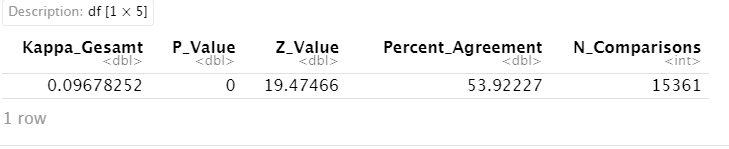 Description: df [1 × 5]
Kappa_Gesamt P_Value Z_Value Percent_Agreement N_Comparisons
<dbl> <dbl> <dbl> <dbl> <int>
0.09678252 0 19.47466 53.92227 15361
1 row